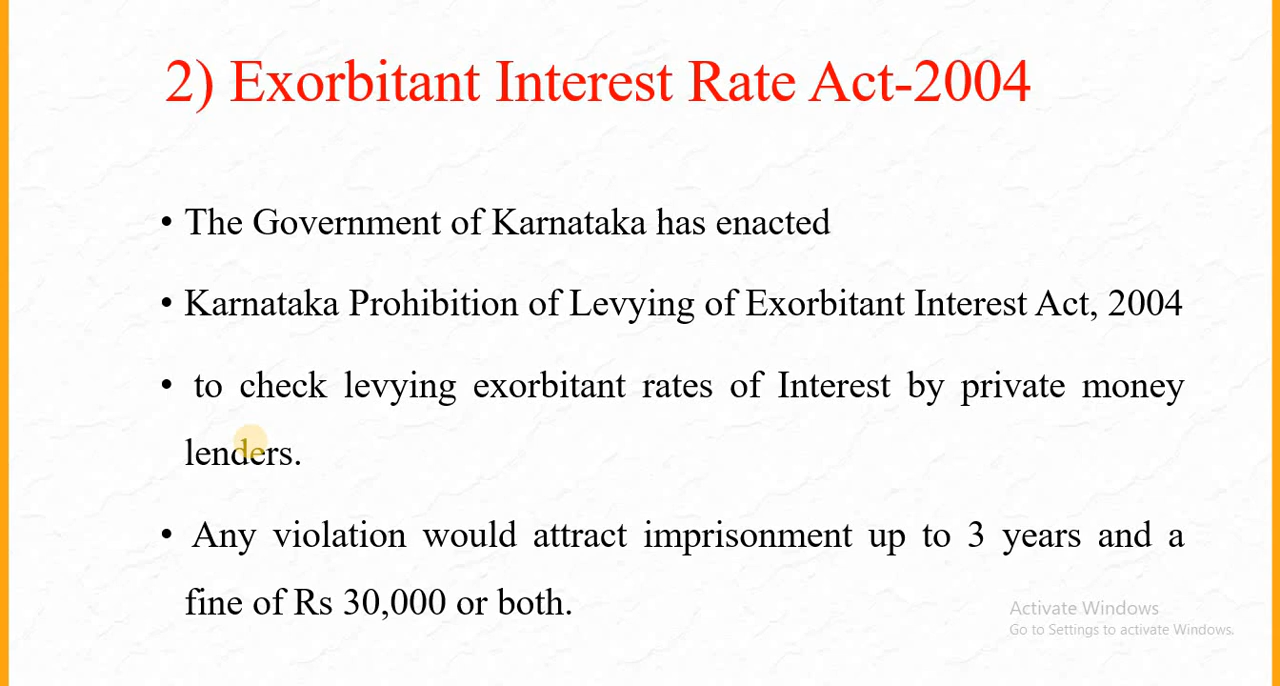 2) Exorbitant Interest Rate Act-2004
• The Government of Karnataka has enacted
• Karnataka Prohibition of Levying of Exorbitant Interest Act, 2004
• to check levying exorbitant rates of Interest by private money
lenders.
• Any violation would attract imprisonment up to 3 years and a
fine of Rs 30,000 or both.
Activate Windows
Go to Settings to activate Windows.